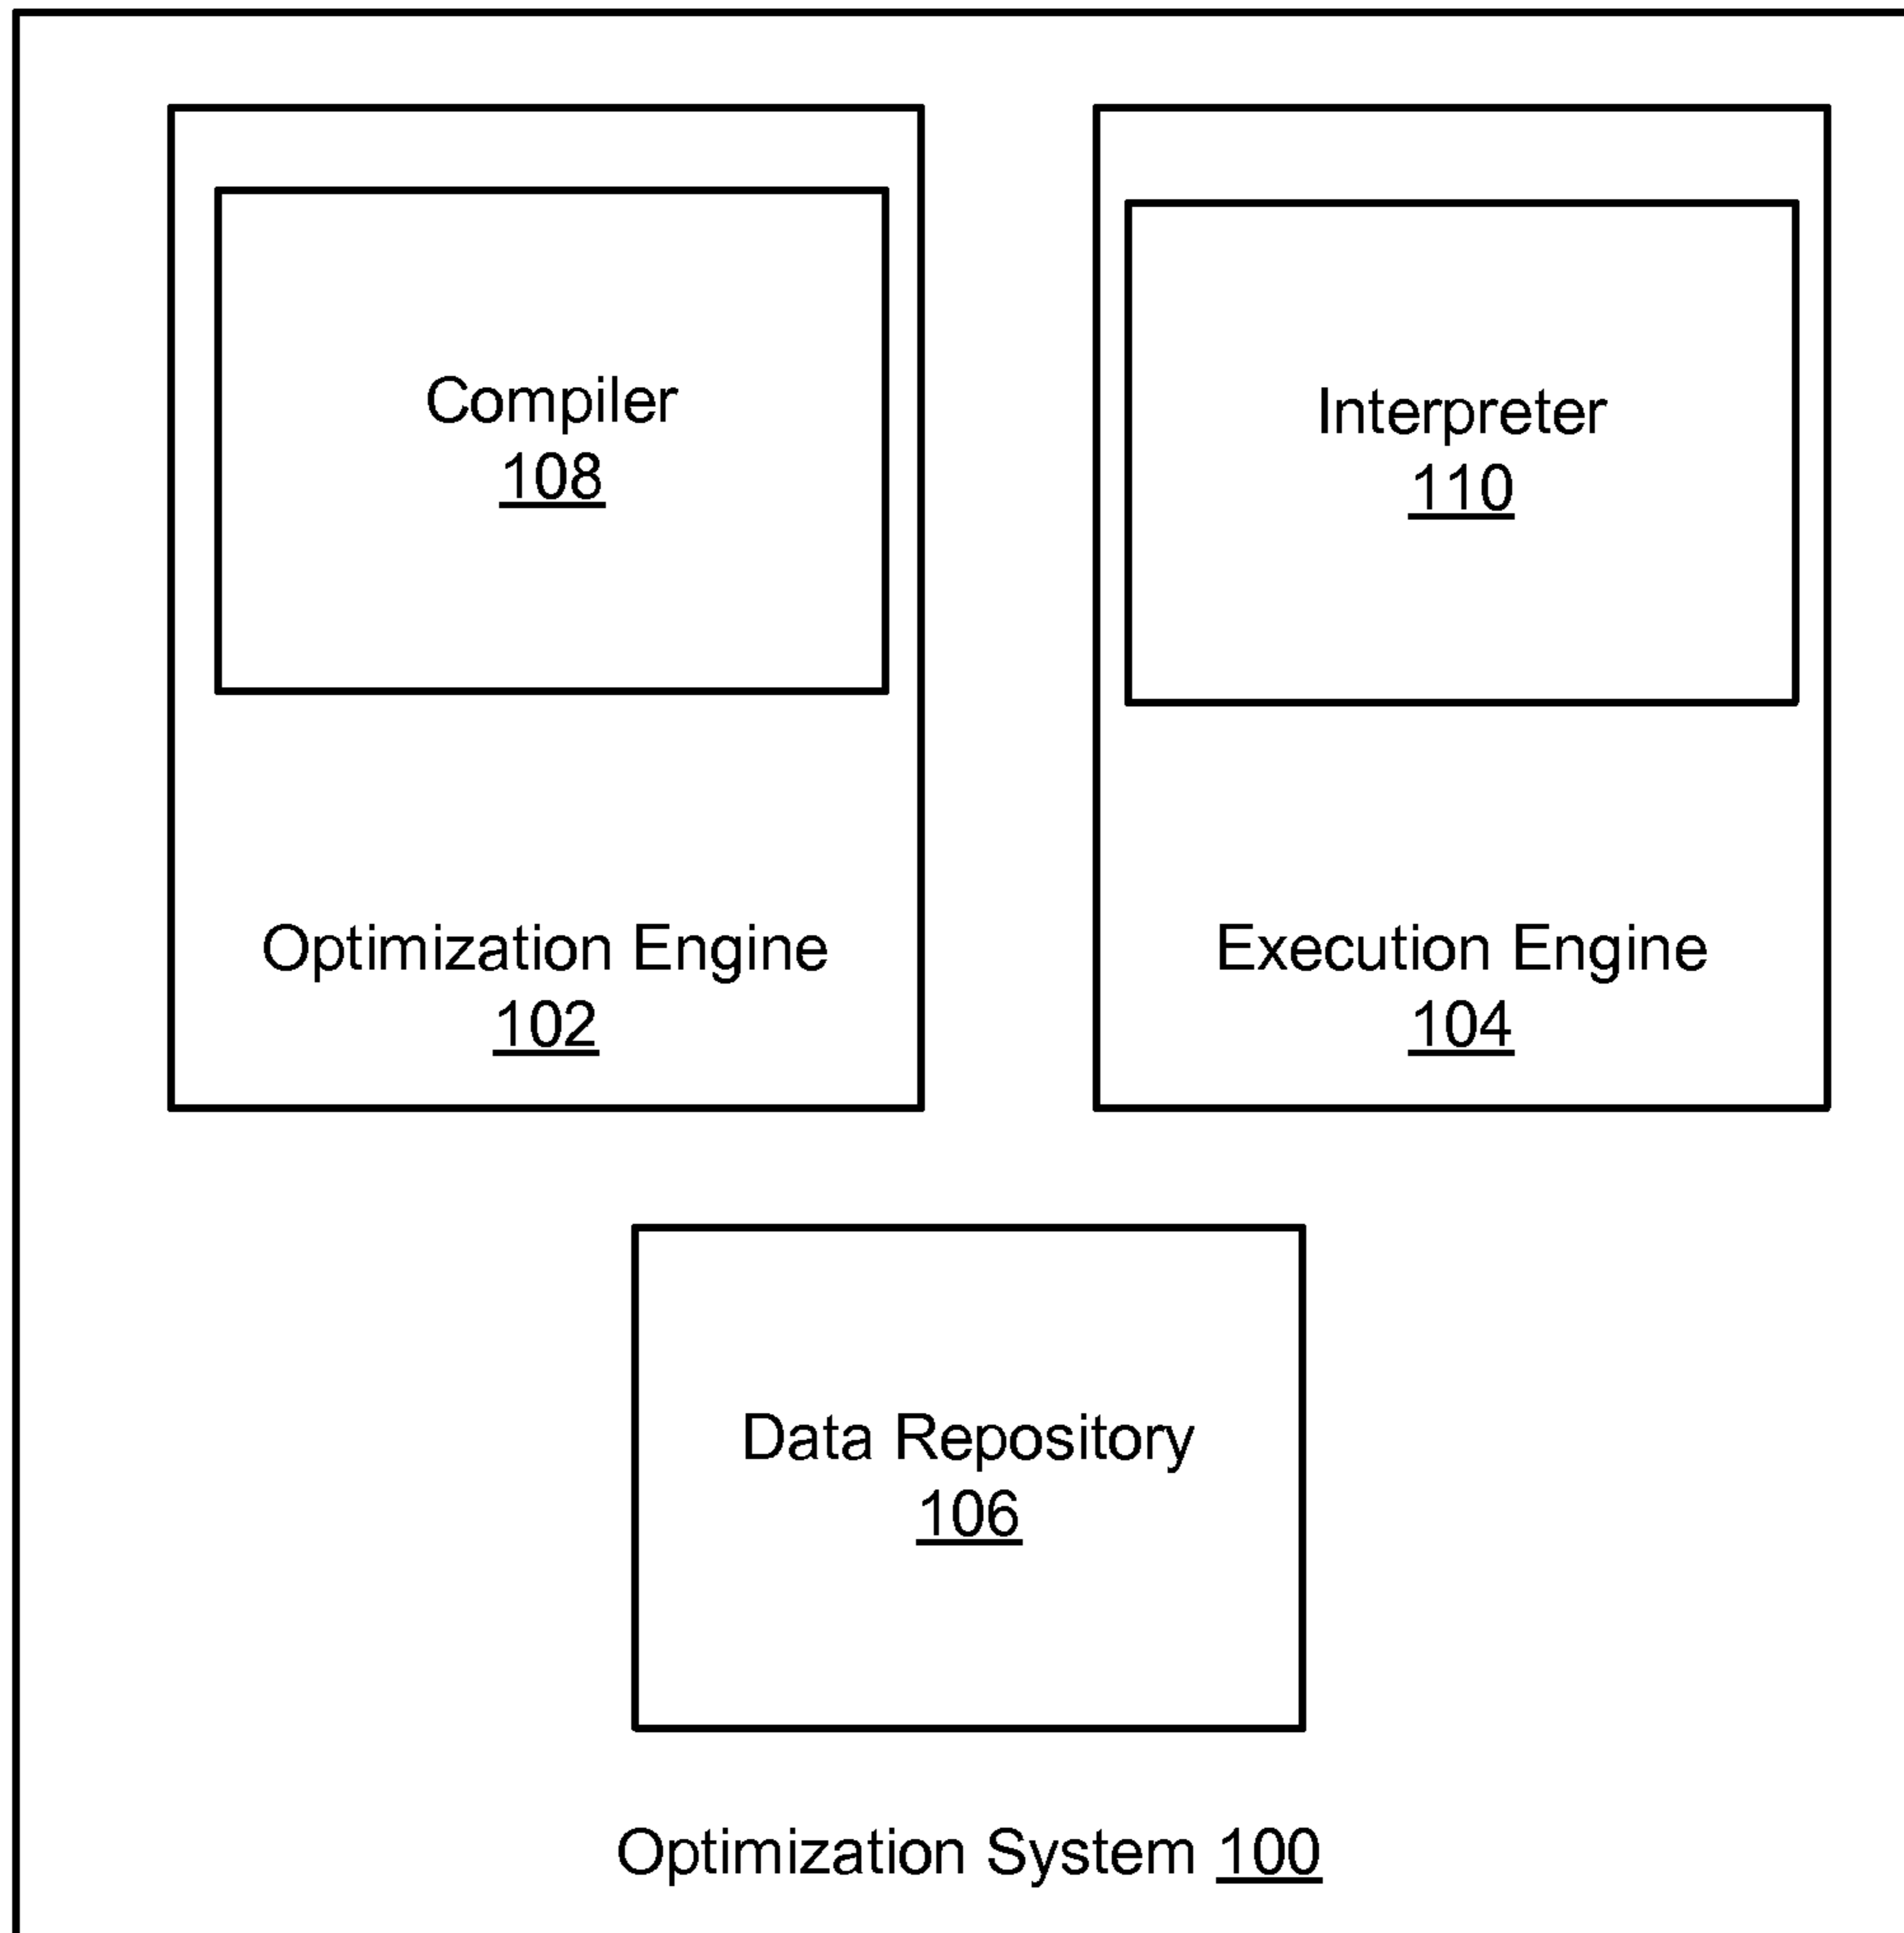 Compiler
108
Interpreter
110
Optimization Engine
102
Execution Engine
104
Data Repository
106
Optimization System 100